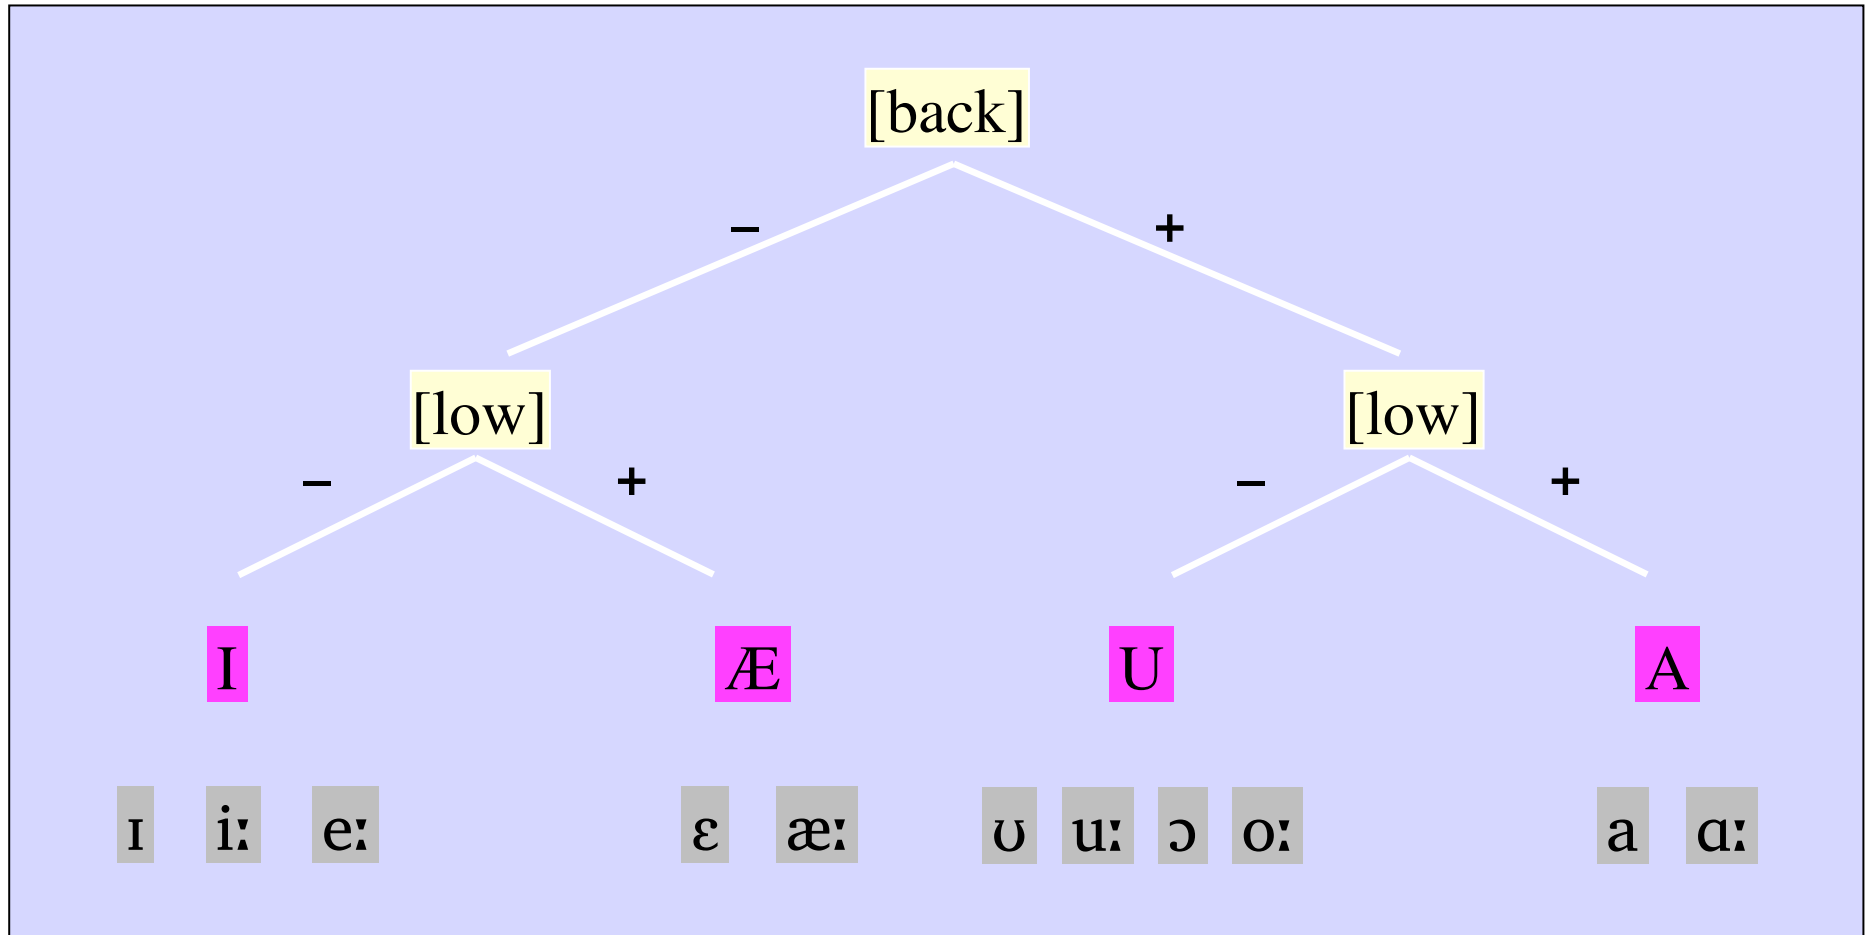 [back]
– +
[low] [low]
– + – +
I Æ U A
ɪ iː eː ɛ æː ʊ uː ɔ oː a ɑː